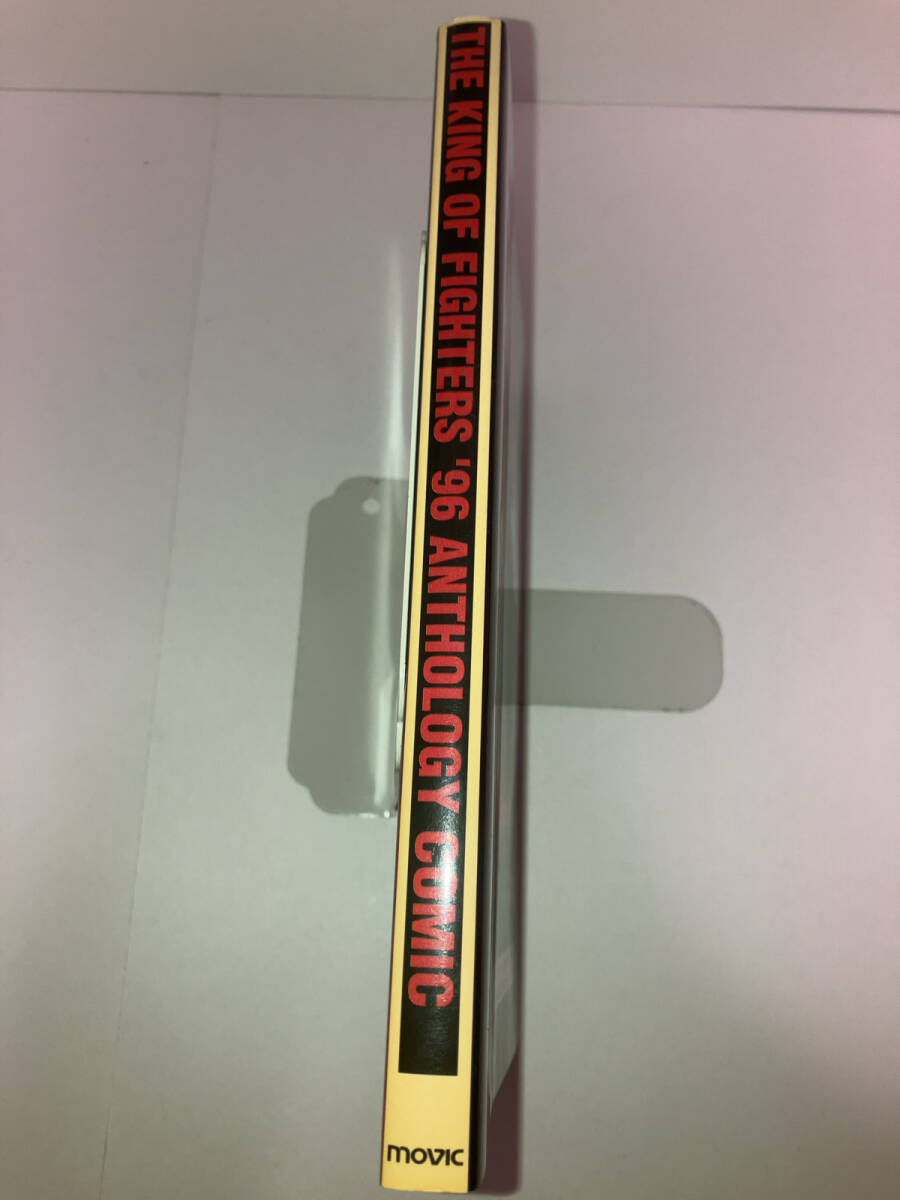 THE KING OF FIGHTERS '96 ANTHOLOGY COMIC
movic